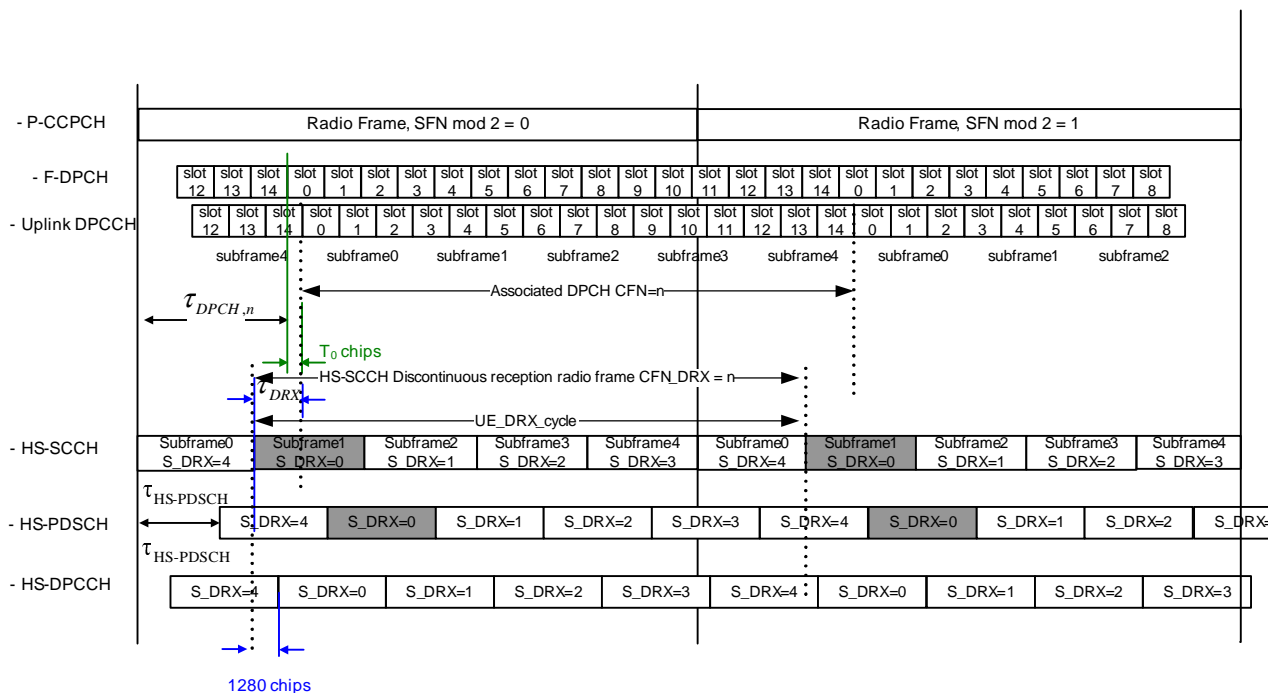 - P-CCPCH
Radio Frame, SFN mod 2 = 0
Radio Frame, SFN mod 2 = 1
- F-DPCH
slot 12 slot 13 slot 14 slot 0 slot 1 slot 2 slot 3 slot 4 slot 5 slot 6 slot 7 slot 8 slot 9 slot 10 slot 11 slot 12 slot 13 slot 14 slot 0 slot 1 slot 2 slot 3 slot 4 slot 5 slot 6 slot 7 slot 8
- Uplink DPCCH
slot 12 slot 13 slot 14 slot 0 slot 1 slot 2 slot 3 slot 4 slot 5 slot 6 slot 7 slot 8 slot 9 slot 10 slot 11 slot 12 slot 13 slot 14 slot 0 slot 1 slot 2 slot 3 slot 4 slot 5 slot 6 slot 7 slot 8
subframe4 subframe0 subframe1 subframe2 subframe3 subframe4 subframe0 subframe1 subframe2
Associated DPCH CFN=n
τDPCH,n
T0 chips
HS-SCCH Discontinuous reception radio frame CFN_DRX = n
τDRX
UE_DRX_cycle
- HS-SCCH
Subframe0 Subframe1 Subframe2 Subframe3 Subframe4 Subframe0 Subframe1 Subframe2 Subframe3 Subframe4
S_DRX=4 S_DRX=0 S_DRX=1 S_DRX=2 S_DRX=3 S_DRX=4 S_DRX=0 S_DRX=1 S_DRX=2 S_DRX=3
τHS-PDSCH
- HS-PDSCH
S_DRX=4 S_DRX=0 S_DRX=1 S_DRX=2 S_DRX=3 S_DRX=4 S_DRX=0 S_DRX=1 S_DRX=2 S_DRX=
τHS-PDSCH
- HS-DPCCH
S_DRX=4 S_DRX=0 S_DRX=1 S_DRX=2 S_DRX=3 S_DRX=4 S_DRX=0 S_DRX=1 S_DRX=2 S_DRX=3
1280 chips